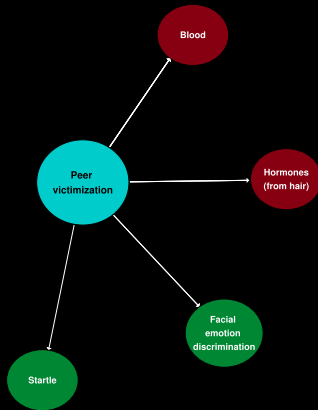 Blood
Peer
victimization
Hormones
(from hair)
Facial
emotion
discrimination
Startle